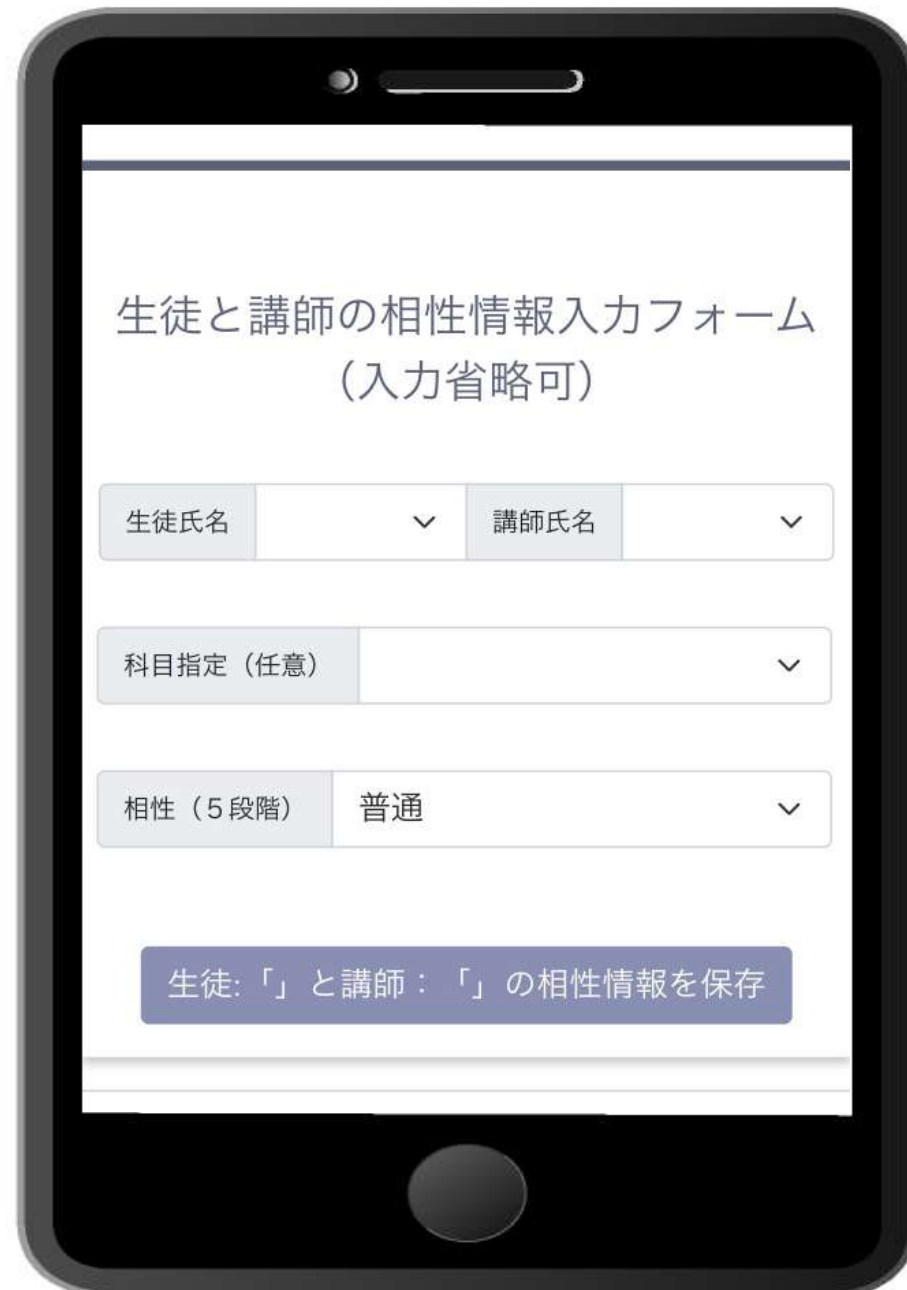 生徒と講師の相性情報入力フォーム
（入力省略可）
生徒氏名 講師氏名
科目指定（任意）
相性（５段階） 普通
生徒:「」と講師：「」の相性情報を保存